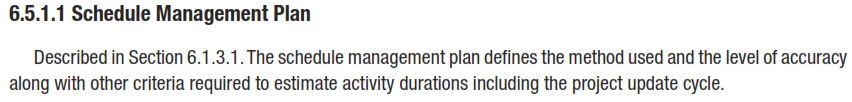 6.5.1.1 Schedule Management Plan
Described in Section 6.1.3.1. The schedule management plan defines the method used and the level of accuracy
along with other criteria required to estimate activity durations including the project update cycle.